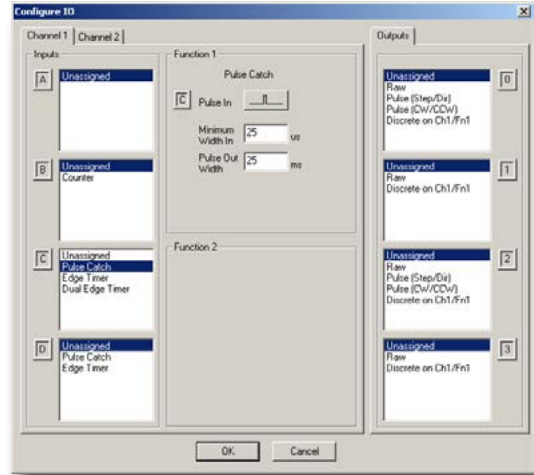 Configure IO
Channel 1 Channel 2
Inputs
A
Unassigned
B
Unassigned
Counter
C
Unassigned
Pulse Catch
Edge Timer
Dual Edge Timer
D
Unassigned
Pulse Catch
Edge Timer
Function 1
Pulse Catch
C Pulse In
Minimum
Width In 25 us
Pulse Out
Width 25 ms
Function 2
Outputs
Unassigned
Raw
Pulse (Step/Dir)
Pulse (CW/CCW)
Discrete on Ch1/Fn1
0
Unassigned
Raw
Discrete on Ch1/Fn1
1
Unassigned
Raw
Pulse (Step/Dir)
Pulse (CW/CCW)
Discrete on Ch1/Fn1
2
Unassigned
Raw
Discrete on Ch1/Fn1
3
OK Cancel